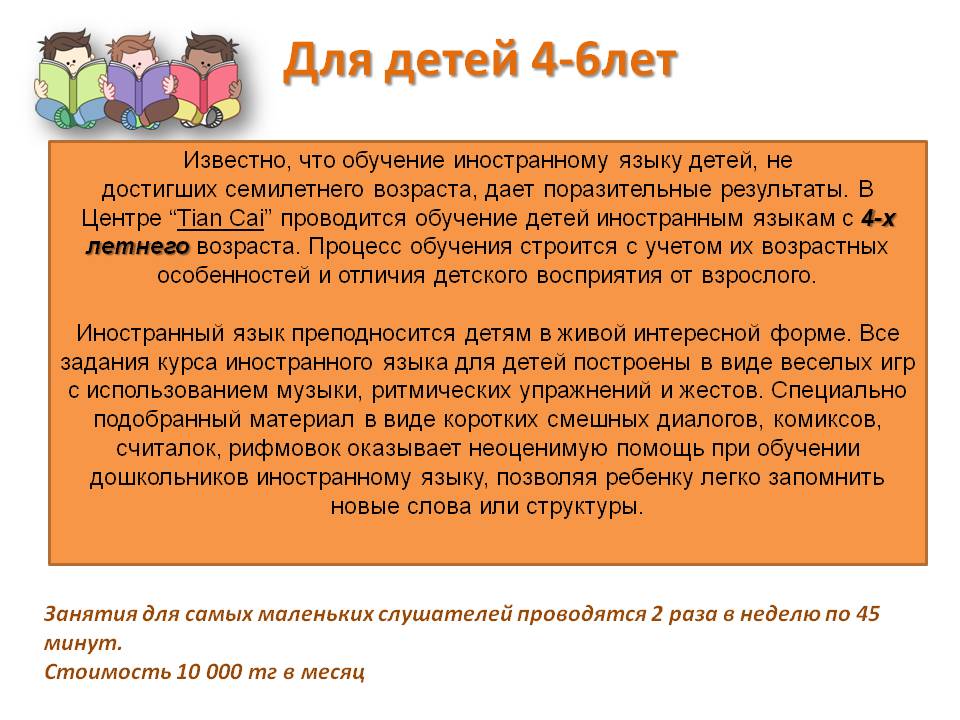 Для детей 4-6лет
Известно, что обучение иностранному языку детей, не
достигших семилетнего возраста, дает поразительные результаты. В
Центре “Tian Cai” проводится обучение детей иностранным языкам с 4-х
летнего возраста. Процесс обучения строится с учетом их возрастных
особенностей и отличия детского восприятия от взрослого.
Иностранный язык преподносится детям в живой интересной форме. Все
задания курса иностранного языка для детей построены в виде веселых игр
с использованием музыки, ритмических упражнений и жестов. Специально
подобранный материал в виде коротких смешных диалогов, комиксов,
считалок, рифмовок оказывает неоценимую помощь при обучении
дошкольников иностранному языку, позволяя ребенку легко запомнить
новые слова или структуры.
Занятия для самых маленьких слушателей проводятся 2 раза в неделю по 45
минут.
Стоимость 10 000 тг в месяц